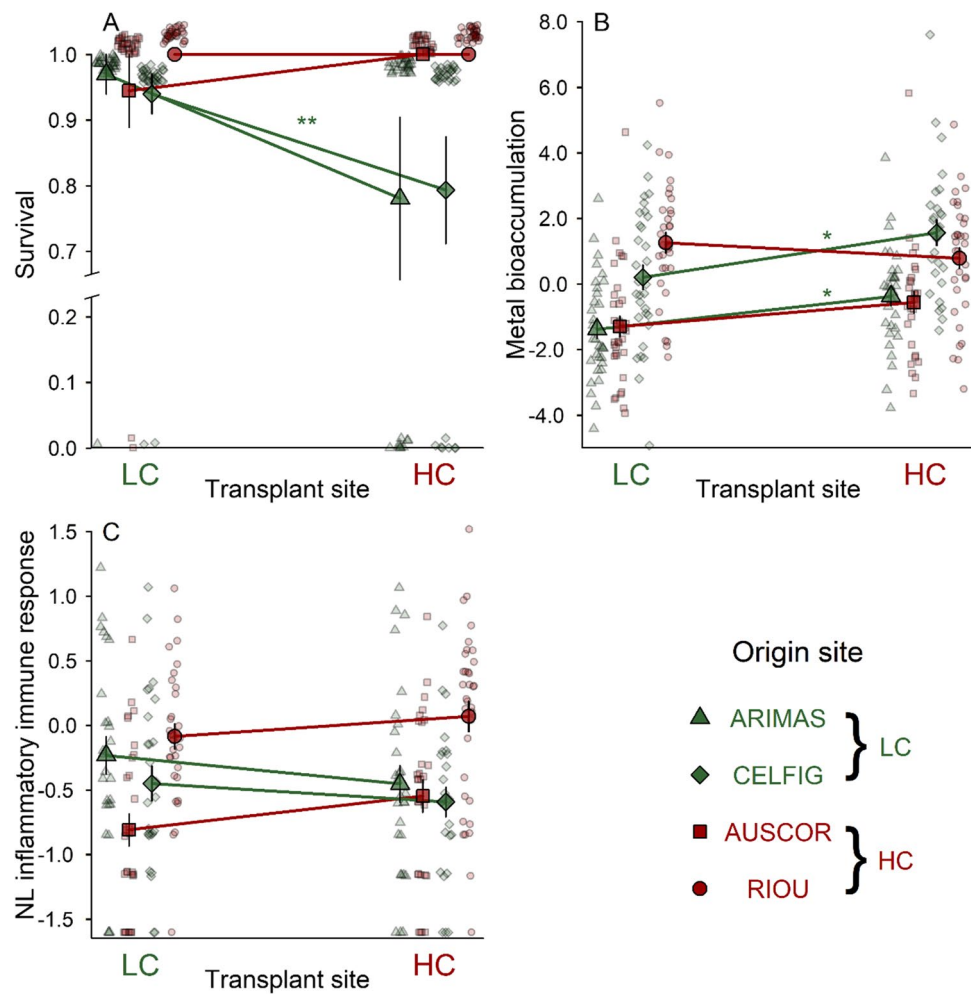 A
1.0
0.9
0.8
0.7
0.2
0.1
0.0
Survival
**
LC
HC
Transplant site
B
8.0
6.0
4.0
2.0
0.0
-2.0
-4.0
Metal bioaccumulation
*
*
LC
HC
Transplant site
C
1.5
1.0
0.5
0.0
-0.5
-1.0
-1.5
NL inflammatory immune response
LC
HC
Transplant site
Origin site
ARIMAS
CELFIG
} LC
AUSCOR
RIOU
} HC